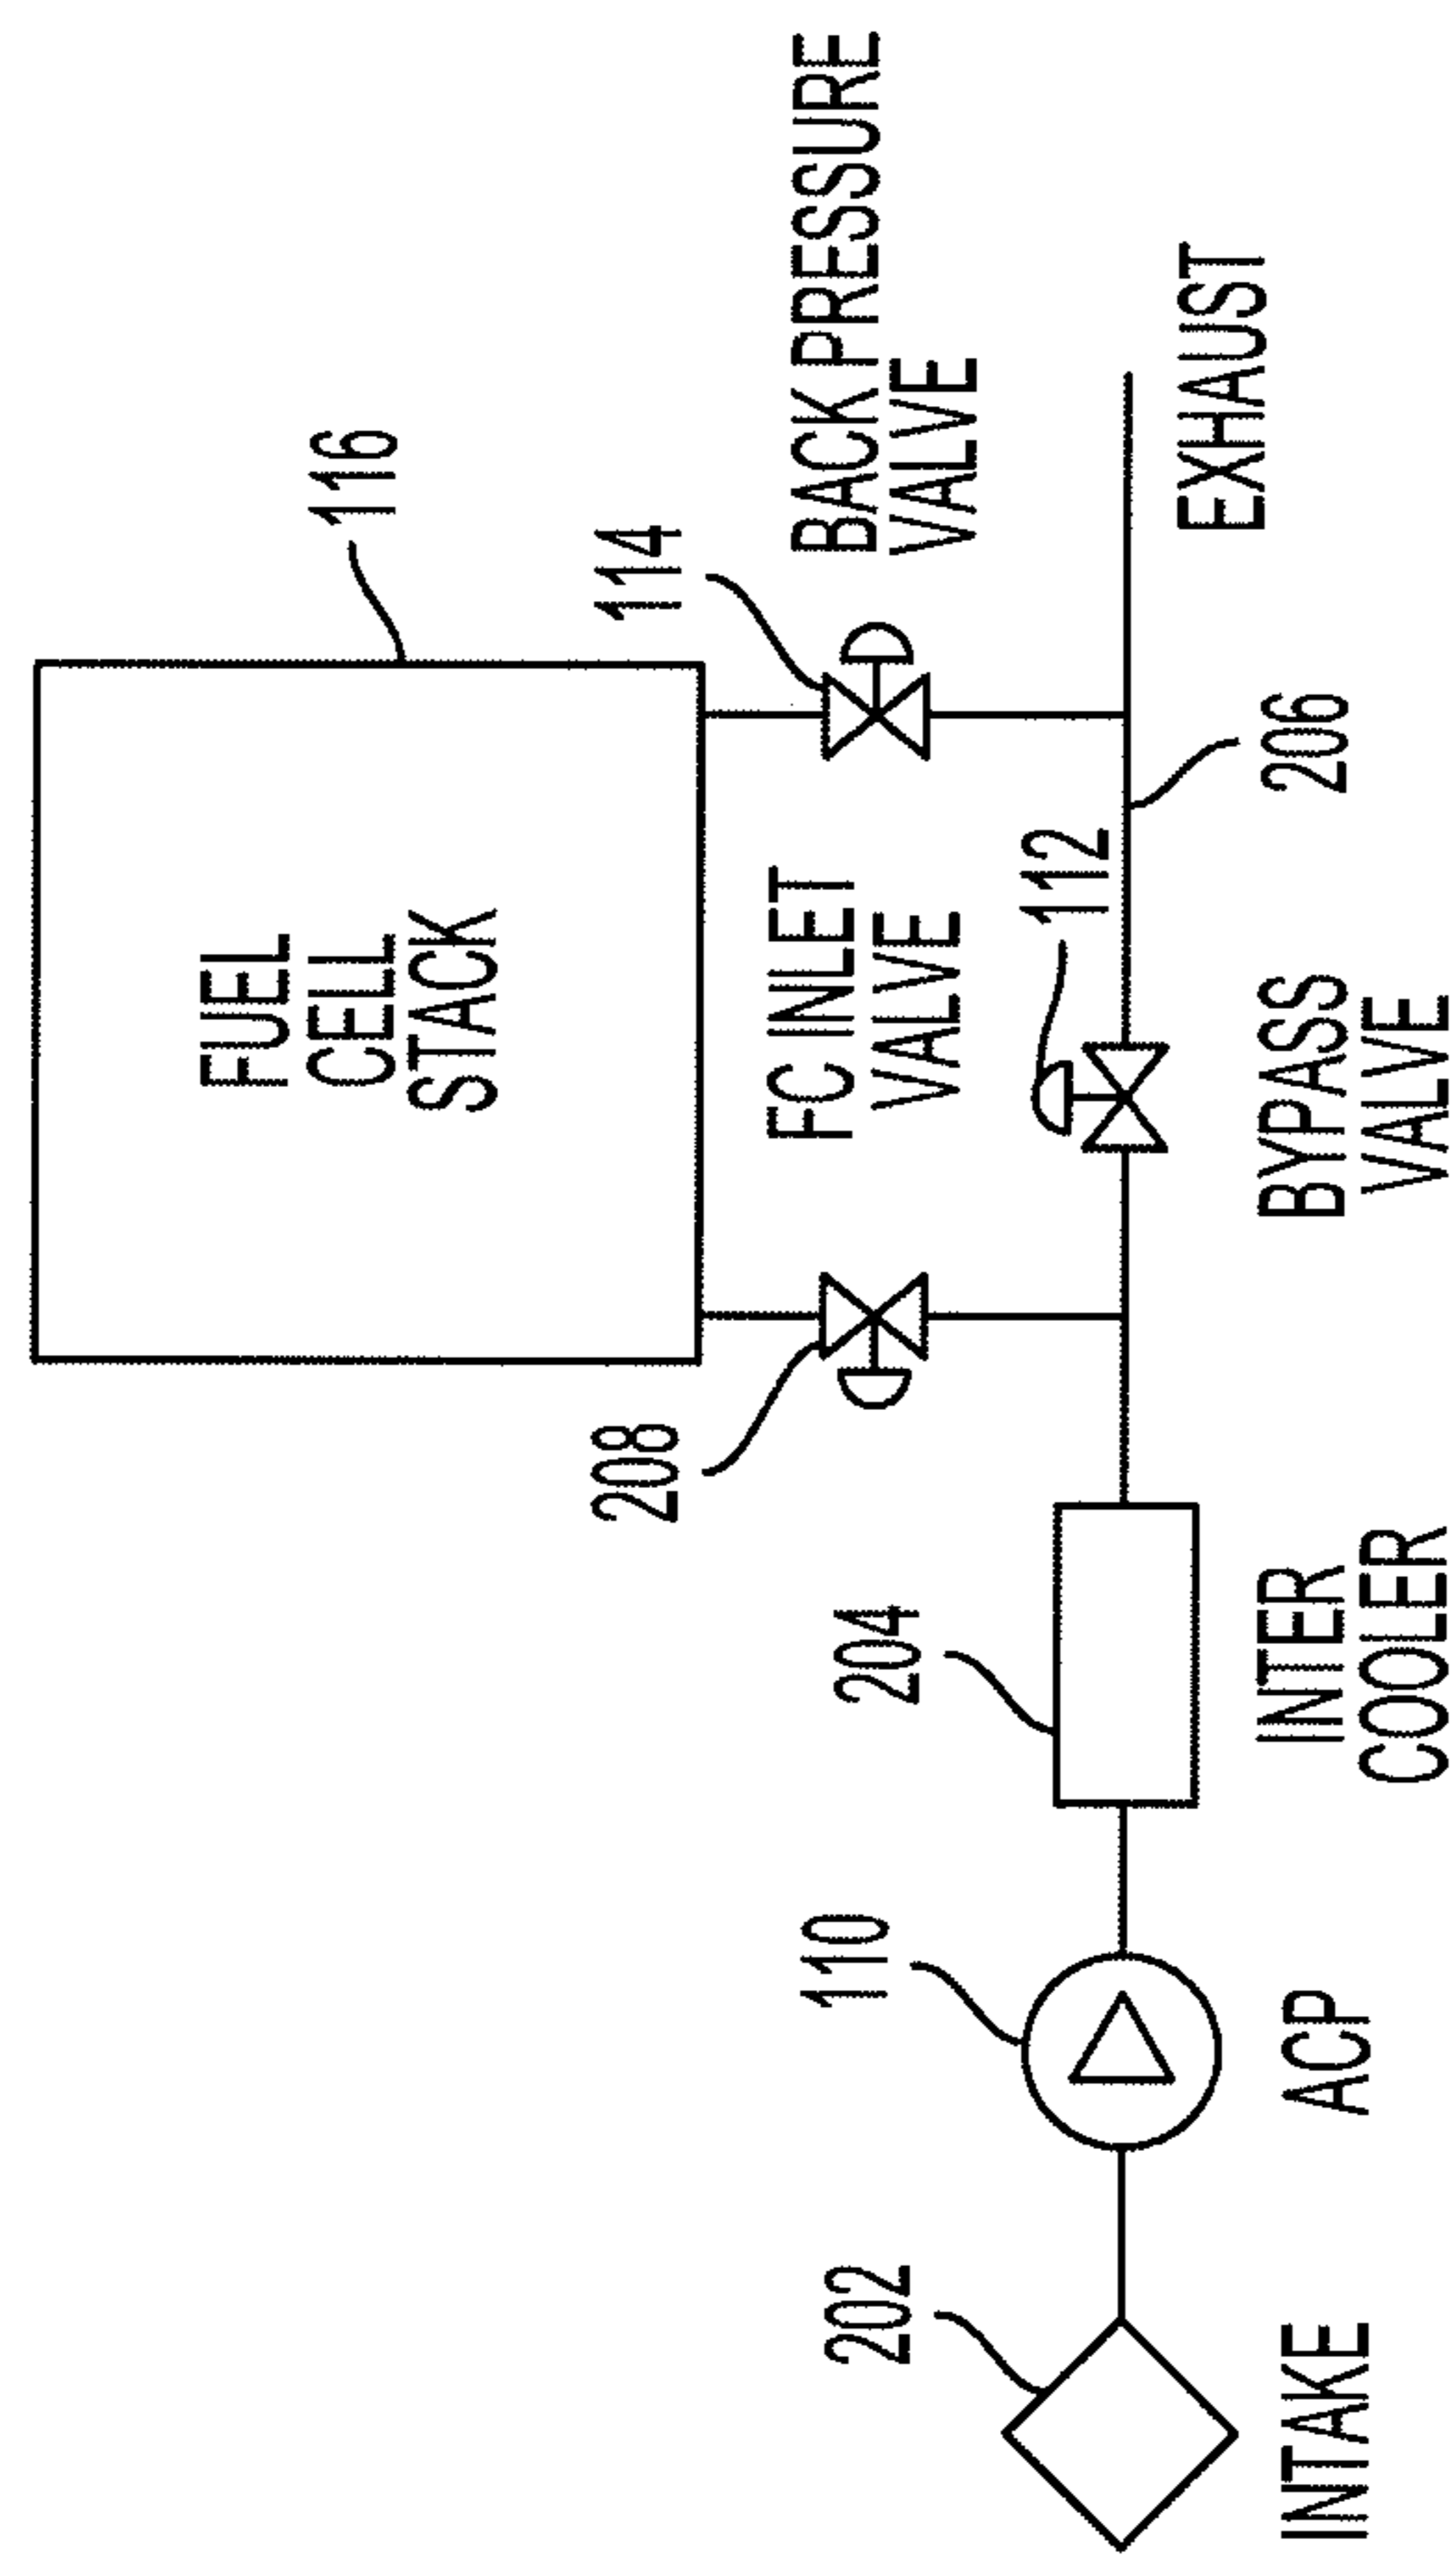 FUEL
CELL
STACK
116
208
114
FC INLET
VALVE
BACK PRESSURE
VALVE
202
110
204
112
206
INTAKE
ACP
INTER
COOLER
BYPASS
VALVE
EXHAUST